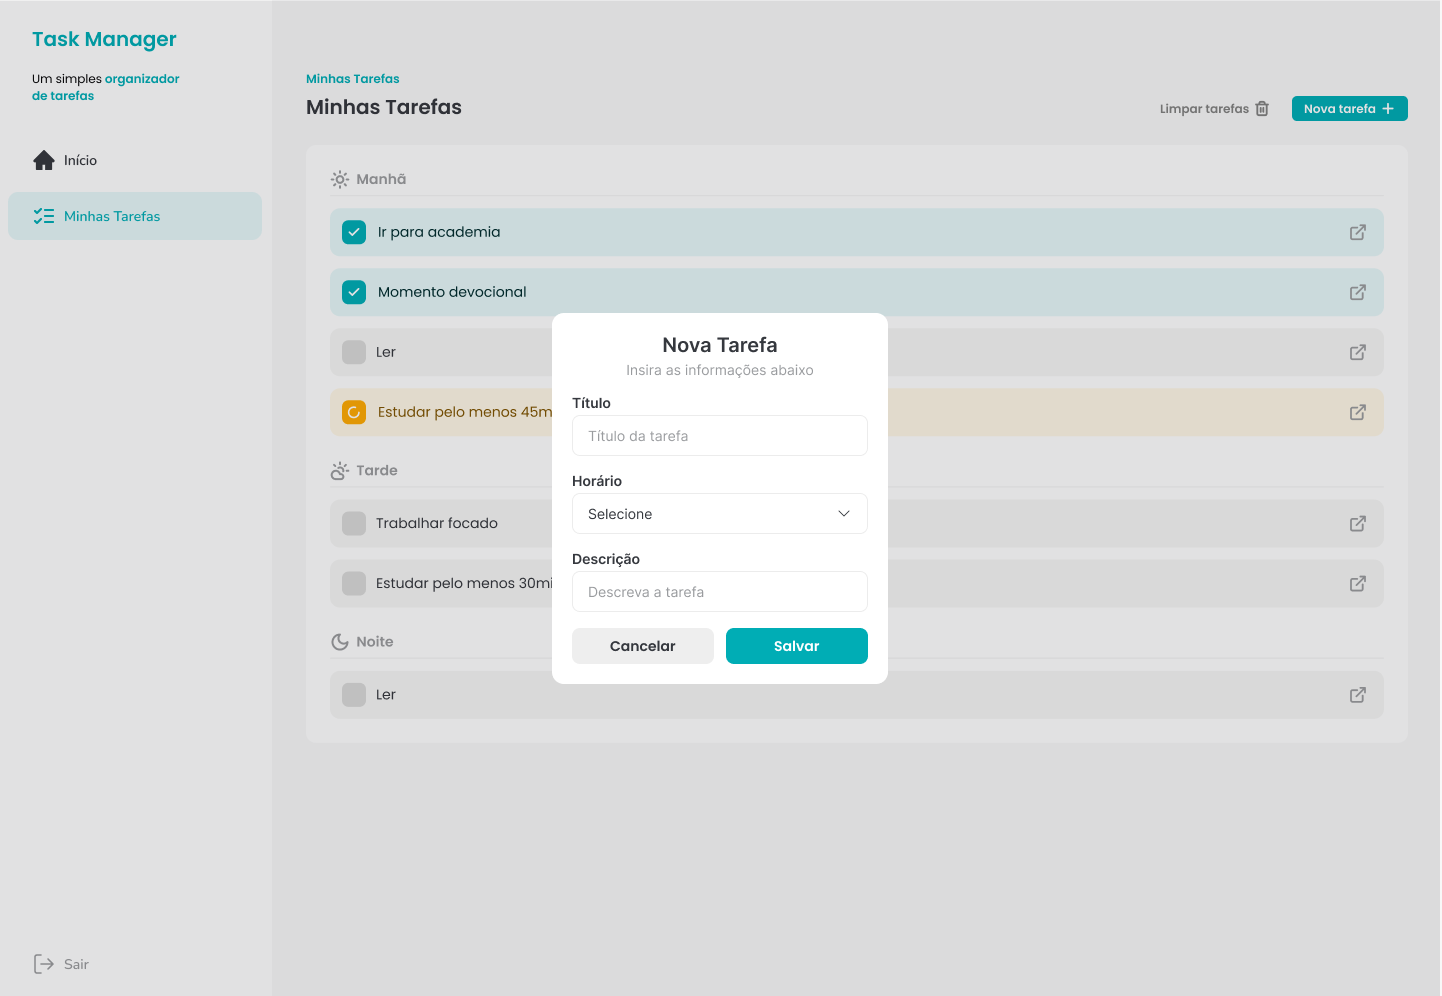 Task Manager
Um simples organizador
de tarefas
Início
Minhas Tarefas
Sair
Minhas Tarefas
Minhas Tarefas
Limpar tarefas
Nova tarefa
Manhã
Ir para academia
Momento devocional
Ler
Estudar pelo menos 45m
Tarde
Trabalhar focado
Estudar pelo menos 30mi
Noite
Ler
Nova Tarefa
Insira as informações abaixo
Título
Título da tarefa
Horário
Selecione
Descrição
Descreva a tarefa
Cancelar
Salvar